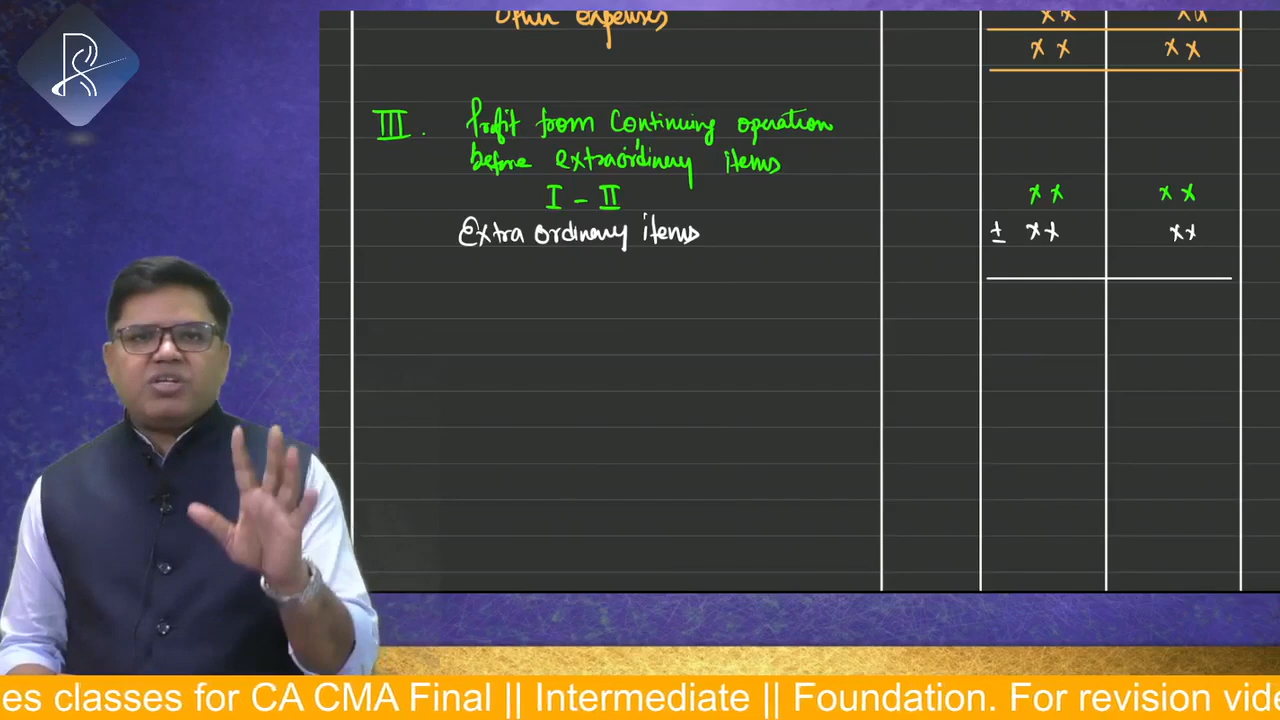 Other expenses xx xx
xx xx
III. Profit from Continuing operation
before extraordinary items
I - II xx xx
Extra ordinary items ± xx xx
es classes for CA CMA Final || Intermediate || Foundation. For revision vide